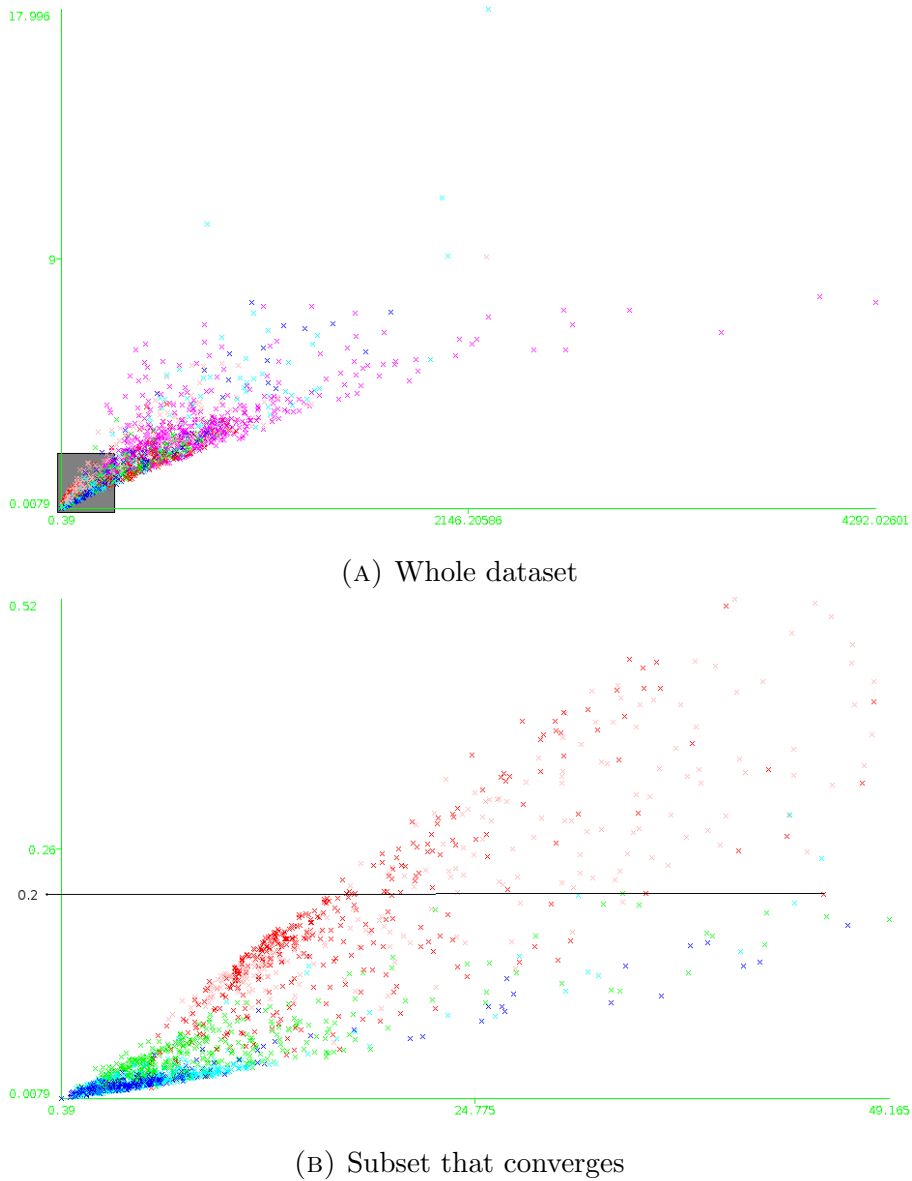 17.996
9
0.0079
0.39 2146.20586 4292.02601
(A) Whole dataset
0.52
0.26
0.2
0.0079
0.39 24.775 49.165
(B) Subset that converges